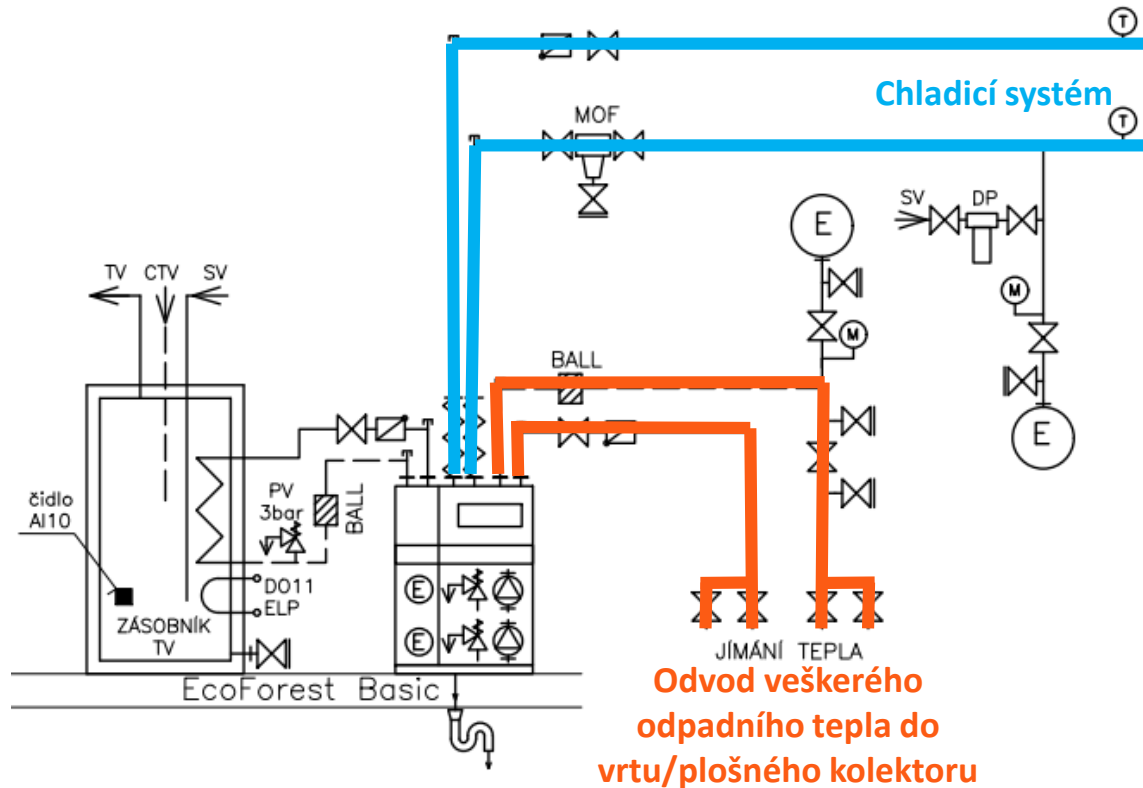 T
Chladicí systém
MOF
T
SV
DP
E
TV
CTV
SV
M
M
BALL
E
čidlo
AI10
PV
3bar
BALL
DO11
ELP
E
E
ZÁSOBNÍK
TV
JÍMÁNÍ TEPLA
EcoForest Basic
Odvod veškerého
odpadního tepla do
vrtu/plošného kolektoru